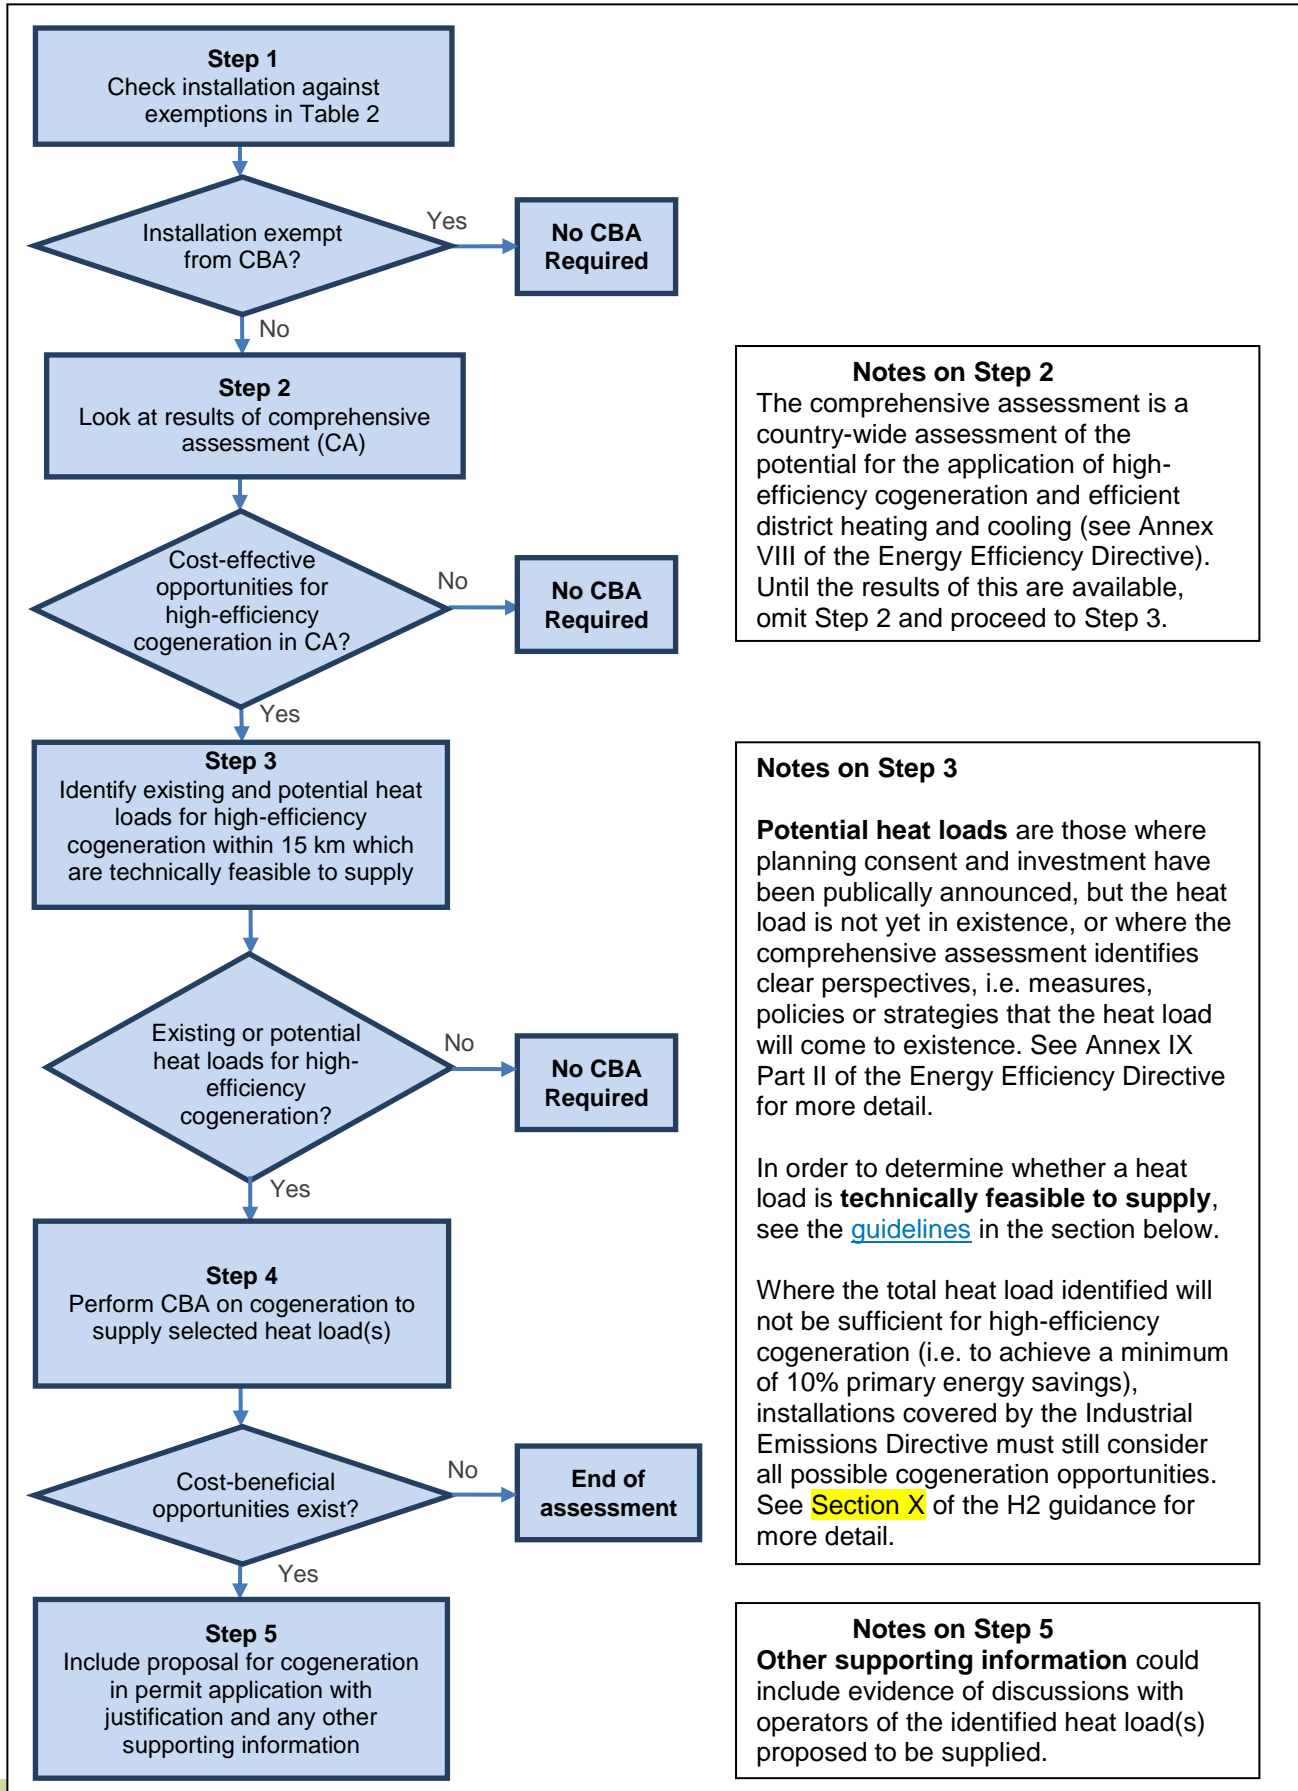 Step 1
Check installation against
exemptions in Table 2
Installation exempt
from CBA?
Yes
No CBA
Required
No
Step 2
Look at results of comprehensive
assessment (CA)
Notes on Step 2
The comprehensive assessment is a
country-wide assessment of the
potential for the application of high-
efficiency cogeneration and efficient
district heating and cooling (see Annex
VIII of the Energy Efficiency Directive).
Until the results of this are available,
omit Step 2 and proceed to Step 3.
Cost-effective
opportunities for
high-efficiency
cogeneration in CA?
No
No CBA
Required
Yes
Step 3
Identify existing and potential heat
loads for high-efficiency
cogeneration within 15 km which
are technically feasible to supply
Notes on Step 3
Potential heat loads are those where
planning consent and investment have
been publically announced, but the heat
load is not yet in existence, or where the
comprehensive assessment identifies
clear perspectives, i.e. measures,
policies or strategies that the heat load
will come to existence. See Annex IX
Part II of the Energy Efficiency Directive
for more detail.
In order to determine whether a heat
load is technically feasible to supply,
see the guidelines in the section below.
Where the total heat load identified will
not be sufficient for high-efficiency
cogeneration (i.e. to achieve a minimum
of 10% primary energy savings),
installations covered by the Industrial
Emissions Directive must still consider
all possible cogeneration opportunities.
See Section X of the H2 guidance for
more detail.
Existing or potential
heat loads for high-
efficiency
cogeneration?
No
No CBA
Required
Yes
Step 4
Perform CBA on cogeneration to
supply selected heat load(s)
Cost-beneficial
opportunities exist?
No
End of
assessment
Yes
Step 5
Include proposal for cogeneration
in permit application with
justification and any other
supporting information
Notes on Step 5
Other supporting information could
include evidence of discussions with
operators of the identified heat load(s)
proposed to be supplied.